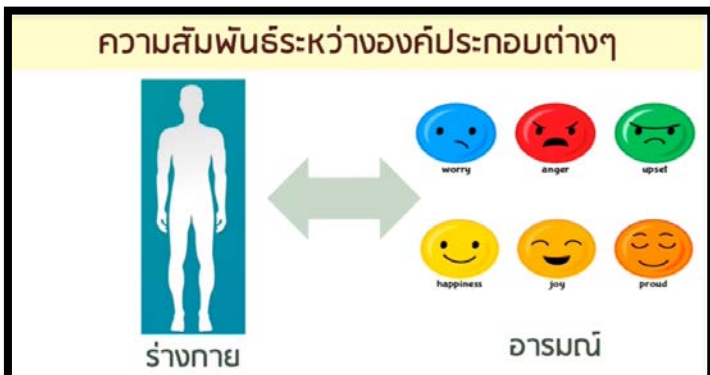 ความสัมพันธ์ระหว่างองค์ประกอบต่างๆ
worry anger upset
happiness joy proud
ร่างกาย
อารมณ์